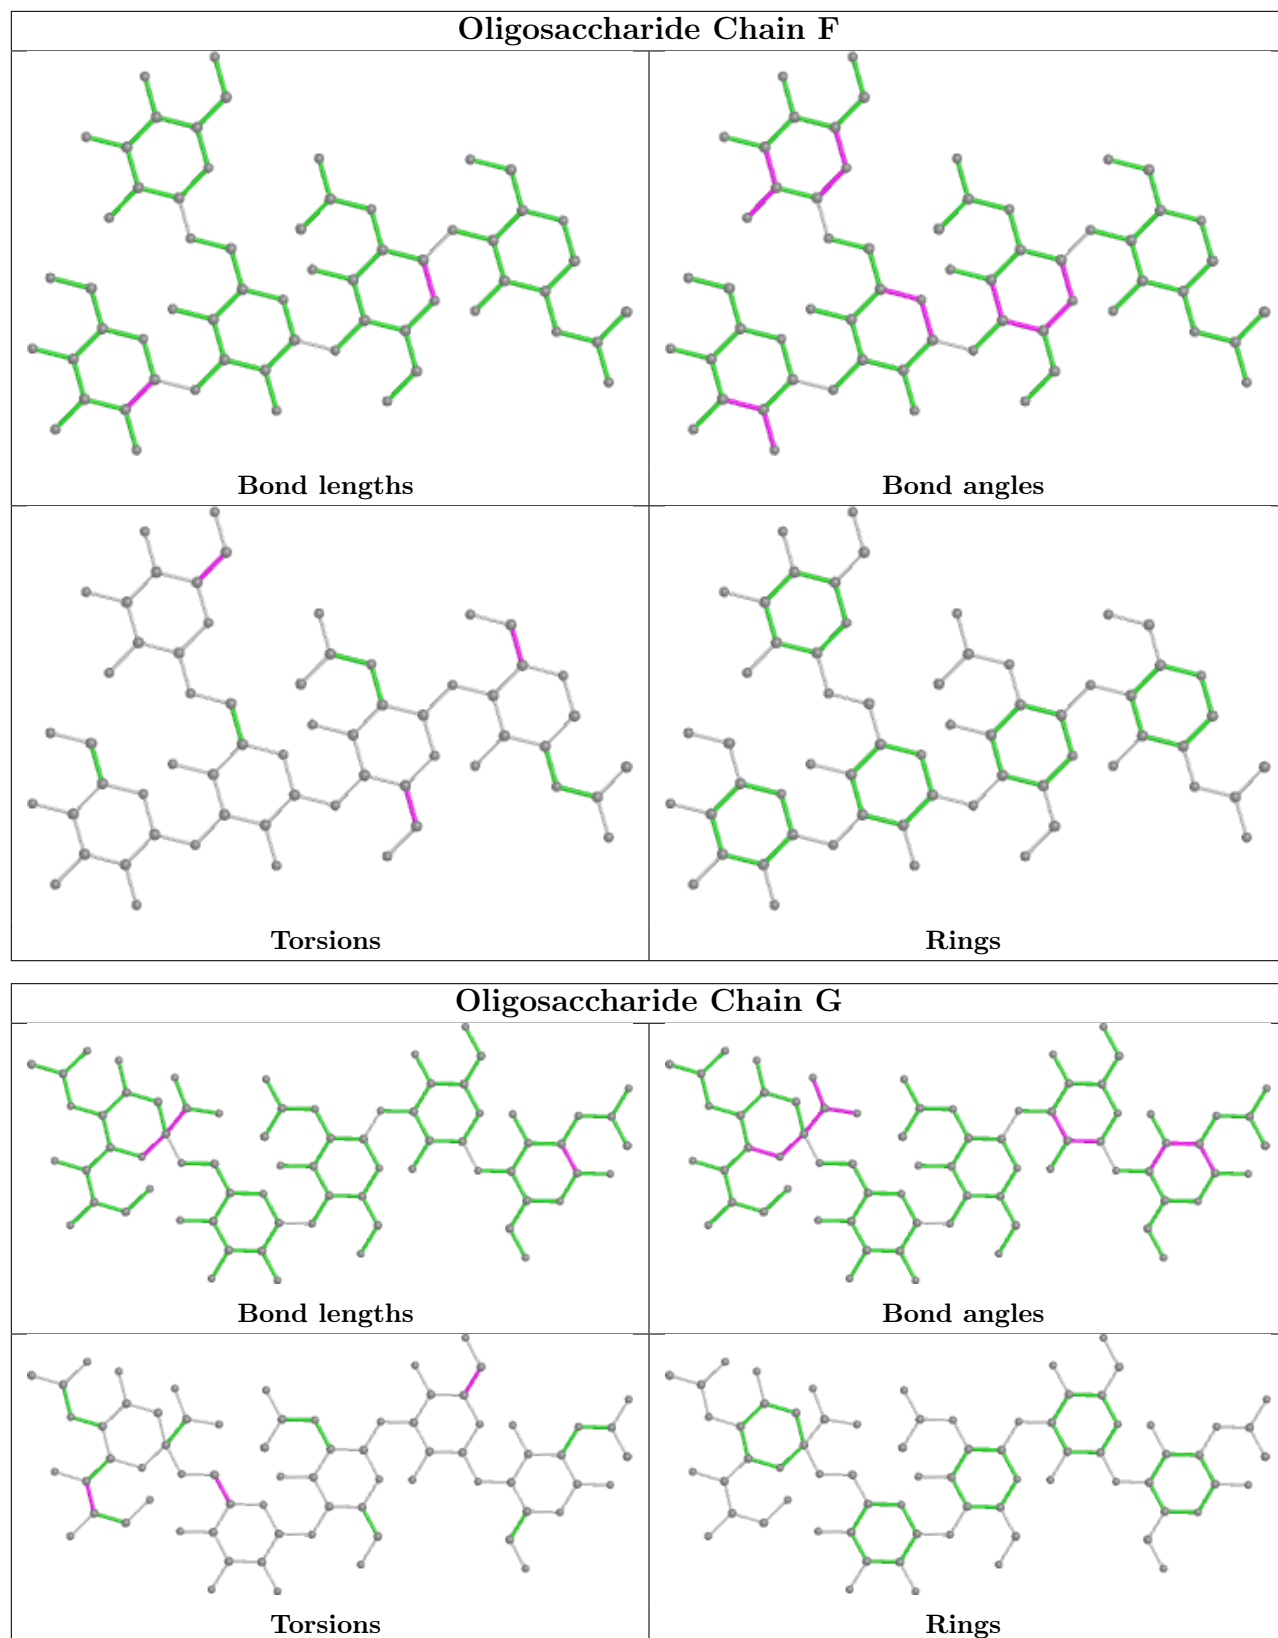 Oligosaccharide Chain F
Bond lengths
Bond angles
Torsions
Rings
Oligosaccharide Chain G
Bond lengths
Bond angles
Torsions
Rings